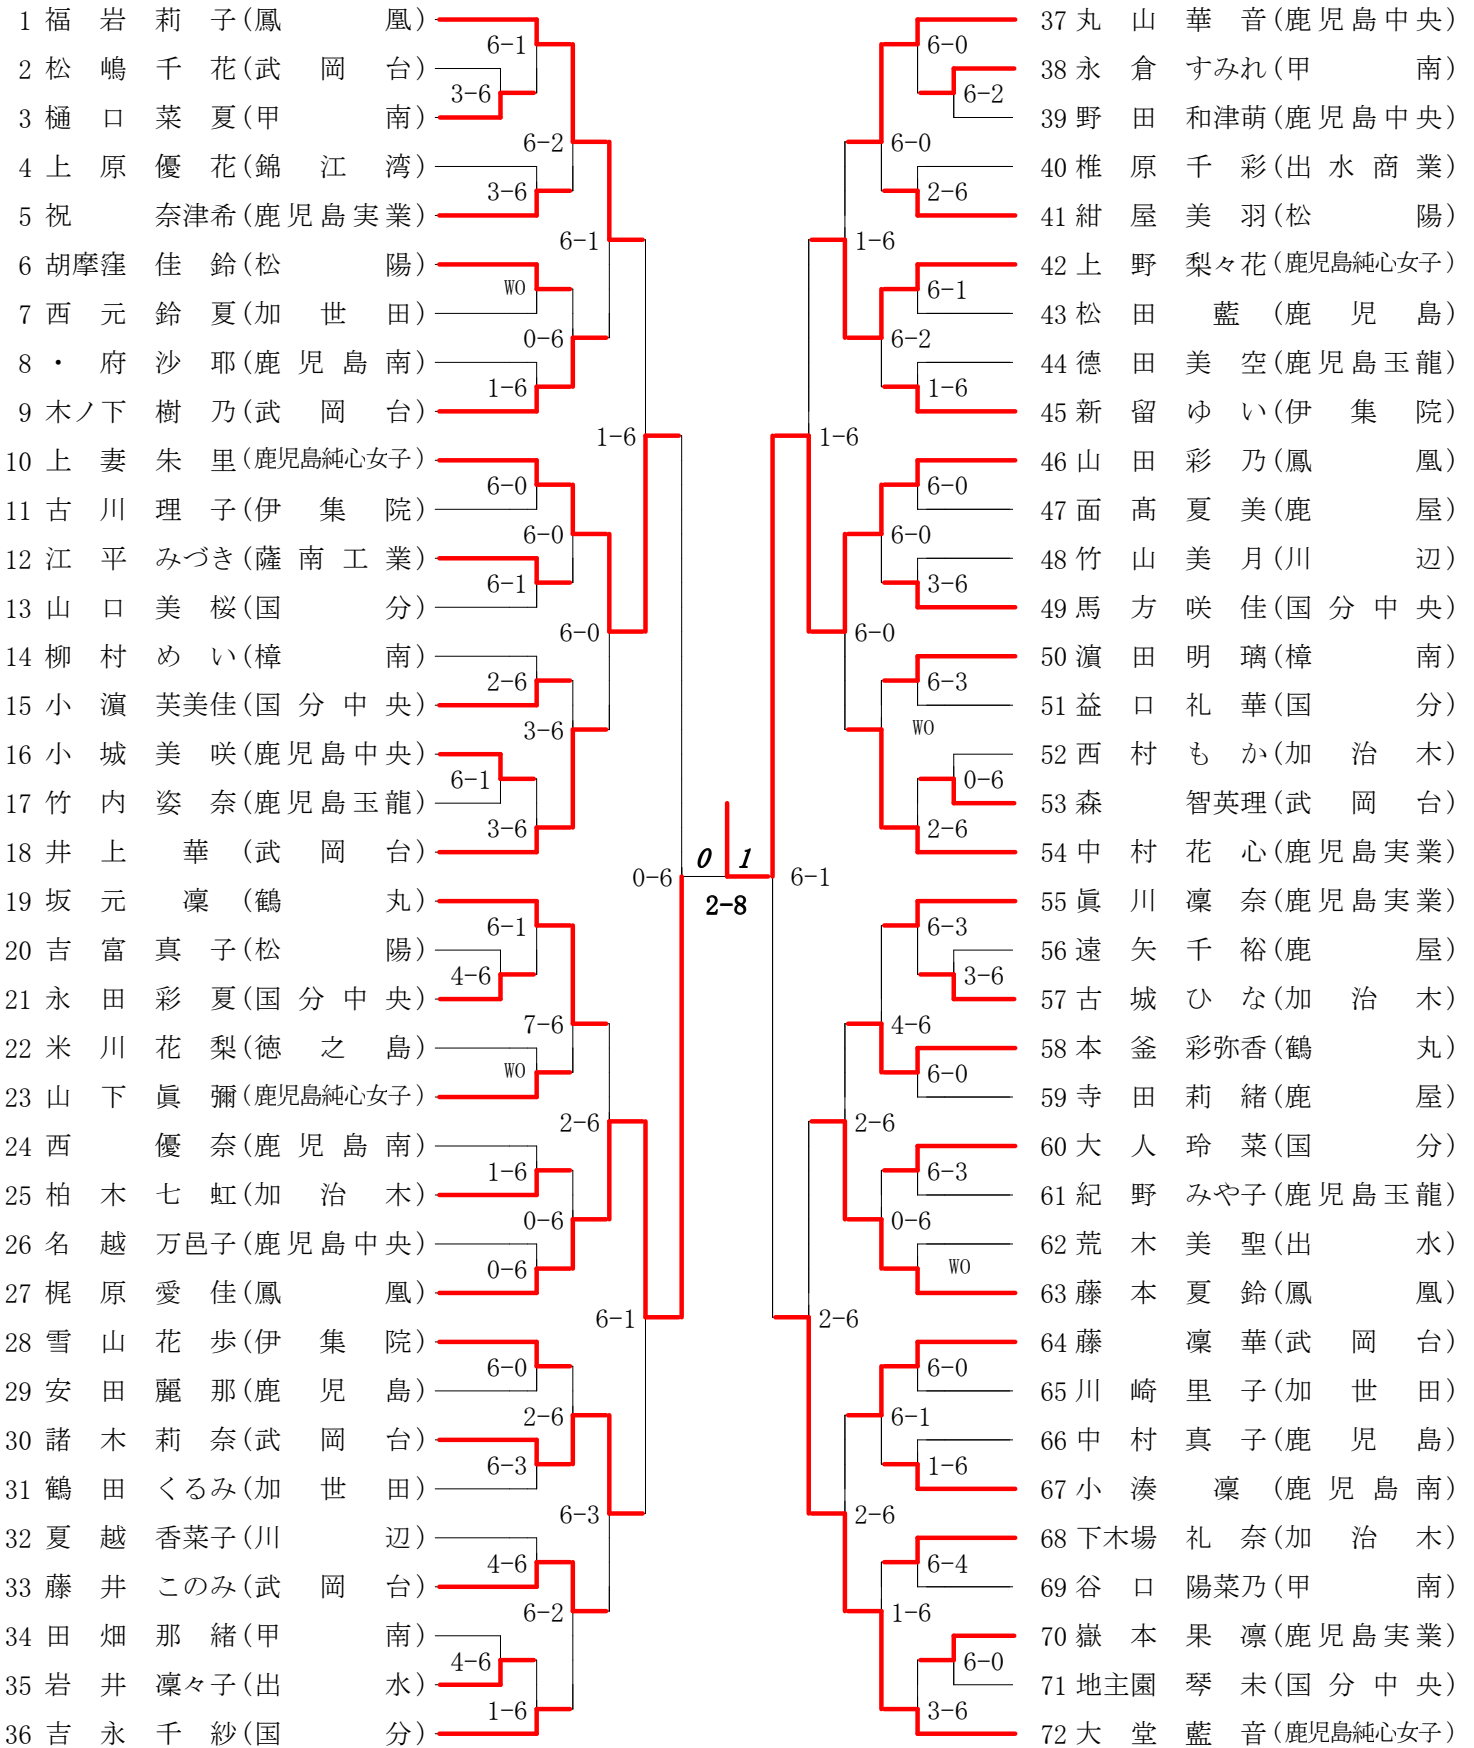 1 福岩莉子(鳳凰)
2 松嶋千花(武岡台)
3 樋口菜夏(甲南)
4 上原優花(錦江湾)
5 祝奈津希(鹿児島実業)
6 胡摩窪佳鈴(松陽)
7 西元鈴夏(加世田)
8 ・府沙耶(鹿児島南)
9 木ノ下樹乃(武岡台)
10 上妻朱里(鹿児島純心女子)
11 古川理子(伊集院)
12 江平みづき(薩南工業)
13 山口美桜(国分)
14 柳村めい(樟南)
15 小濵芙美佳(国分中央)
16 小城美咲(鹿児島中央)
17 竹内姿奈(鹿児島玉龍)
18 井上華(武岡台)
19 坂元凜(鶴丸)
20 吉富真子(松陽)
21 永田彩夏(国分中央)
22 米川花梨(徳之島)
23 山下眞彌(鹿児島純心女子)
24 西優奈(鹿児島南)
25 柏木七虹(加治木)
26 名越万邑子(鹿児島中央)
27 梶原愛佳(鳳凰)
28 雪山花歩(伊集院)
29 安田麗那(鹿児島)
30 諸木莉奈(武岡台)
31 鶴田くるみ(加世田)
32 夏越香菜子(川辺)
33 藤井このみ(武岡台)
34 田畑那緒(甲南)
35 岩井凜々子(出水)
36 吉永千紗(国分)
6-1
3-6
6-2
3-6
6-1
WO
0-6
1-6
1-6
6-0
6-0
6-1
6-0
2-6
3-6
6-1
3-6
0-6
6-1
4-6
7-6
WO
2-6
1-6
0-6
0-6
6-1
6-0
2-6
6-3
6-3
4-6
6-2
4-6
1-6
0 1
2-8
6-0
6-2
6-0
2-6
1-6
6-1
6-2
1-6
1-6
6-0
6-0
3-6
6-0
6-3
WO
0-6
2-6
6-1
6-3
3-6
4-6
6-0
2-6
6-3
0-6
WO
2-6
6-0
6-1
1-6
2-6
6-4
1-6
6-0
3-6
37 丸山華音(鹿児島中央)
38 永倉すみれ(甲南)
39 野田和津萌(鹿児島中央)
40 椎原千彩(出水商業)
41 紺屋美羽(松陽)
42 上野梨々花(鹿児島純心女子)
43 松田藍(鹿児島)
44 德田美空(鹿児島玉龍)
45 新留ゆい(伊集院)
46 山田彩乃(鳳凰)
47 面髙夏美(鹿屋)
48 竹山美月(川辺)
49 馬方咲佳(国分中央)
50 濵田明璃(樟南)
51 益口礼華(国分)
52 西村もか(加治木)
53 森智英理(武岡台)
54 中村花心(鹿児島実業)
55 眞川凜奈(鹿児島実業)
56 遠矢千裕(鹿屋)
57 古城ひな(加治木)
58 本釜彩弥香(鶴丸)
59 寺田莉緒(鹿屋)
60 大人玲菜(国分)
61 紀野みや子(鹿児島玉龍)
62 荒木美聖(出水)
63 藤本夏鈴(鳳凰)
64 藤凜華(武岡台)
65 川崎里子(加世田)
66 中村真子(鹿児島)
67 小湊凜(鹿児島南)
68 下木場礼奈(加治木)
69 谷口陽菜乃(甲南)
70 嶽本果凛(鹿児島実業)
71 地主園琴未(国分中央)
72 大堂藍音(鹿児島純心女子)